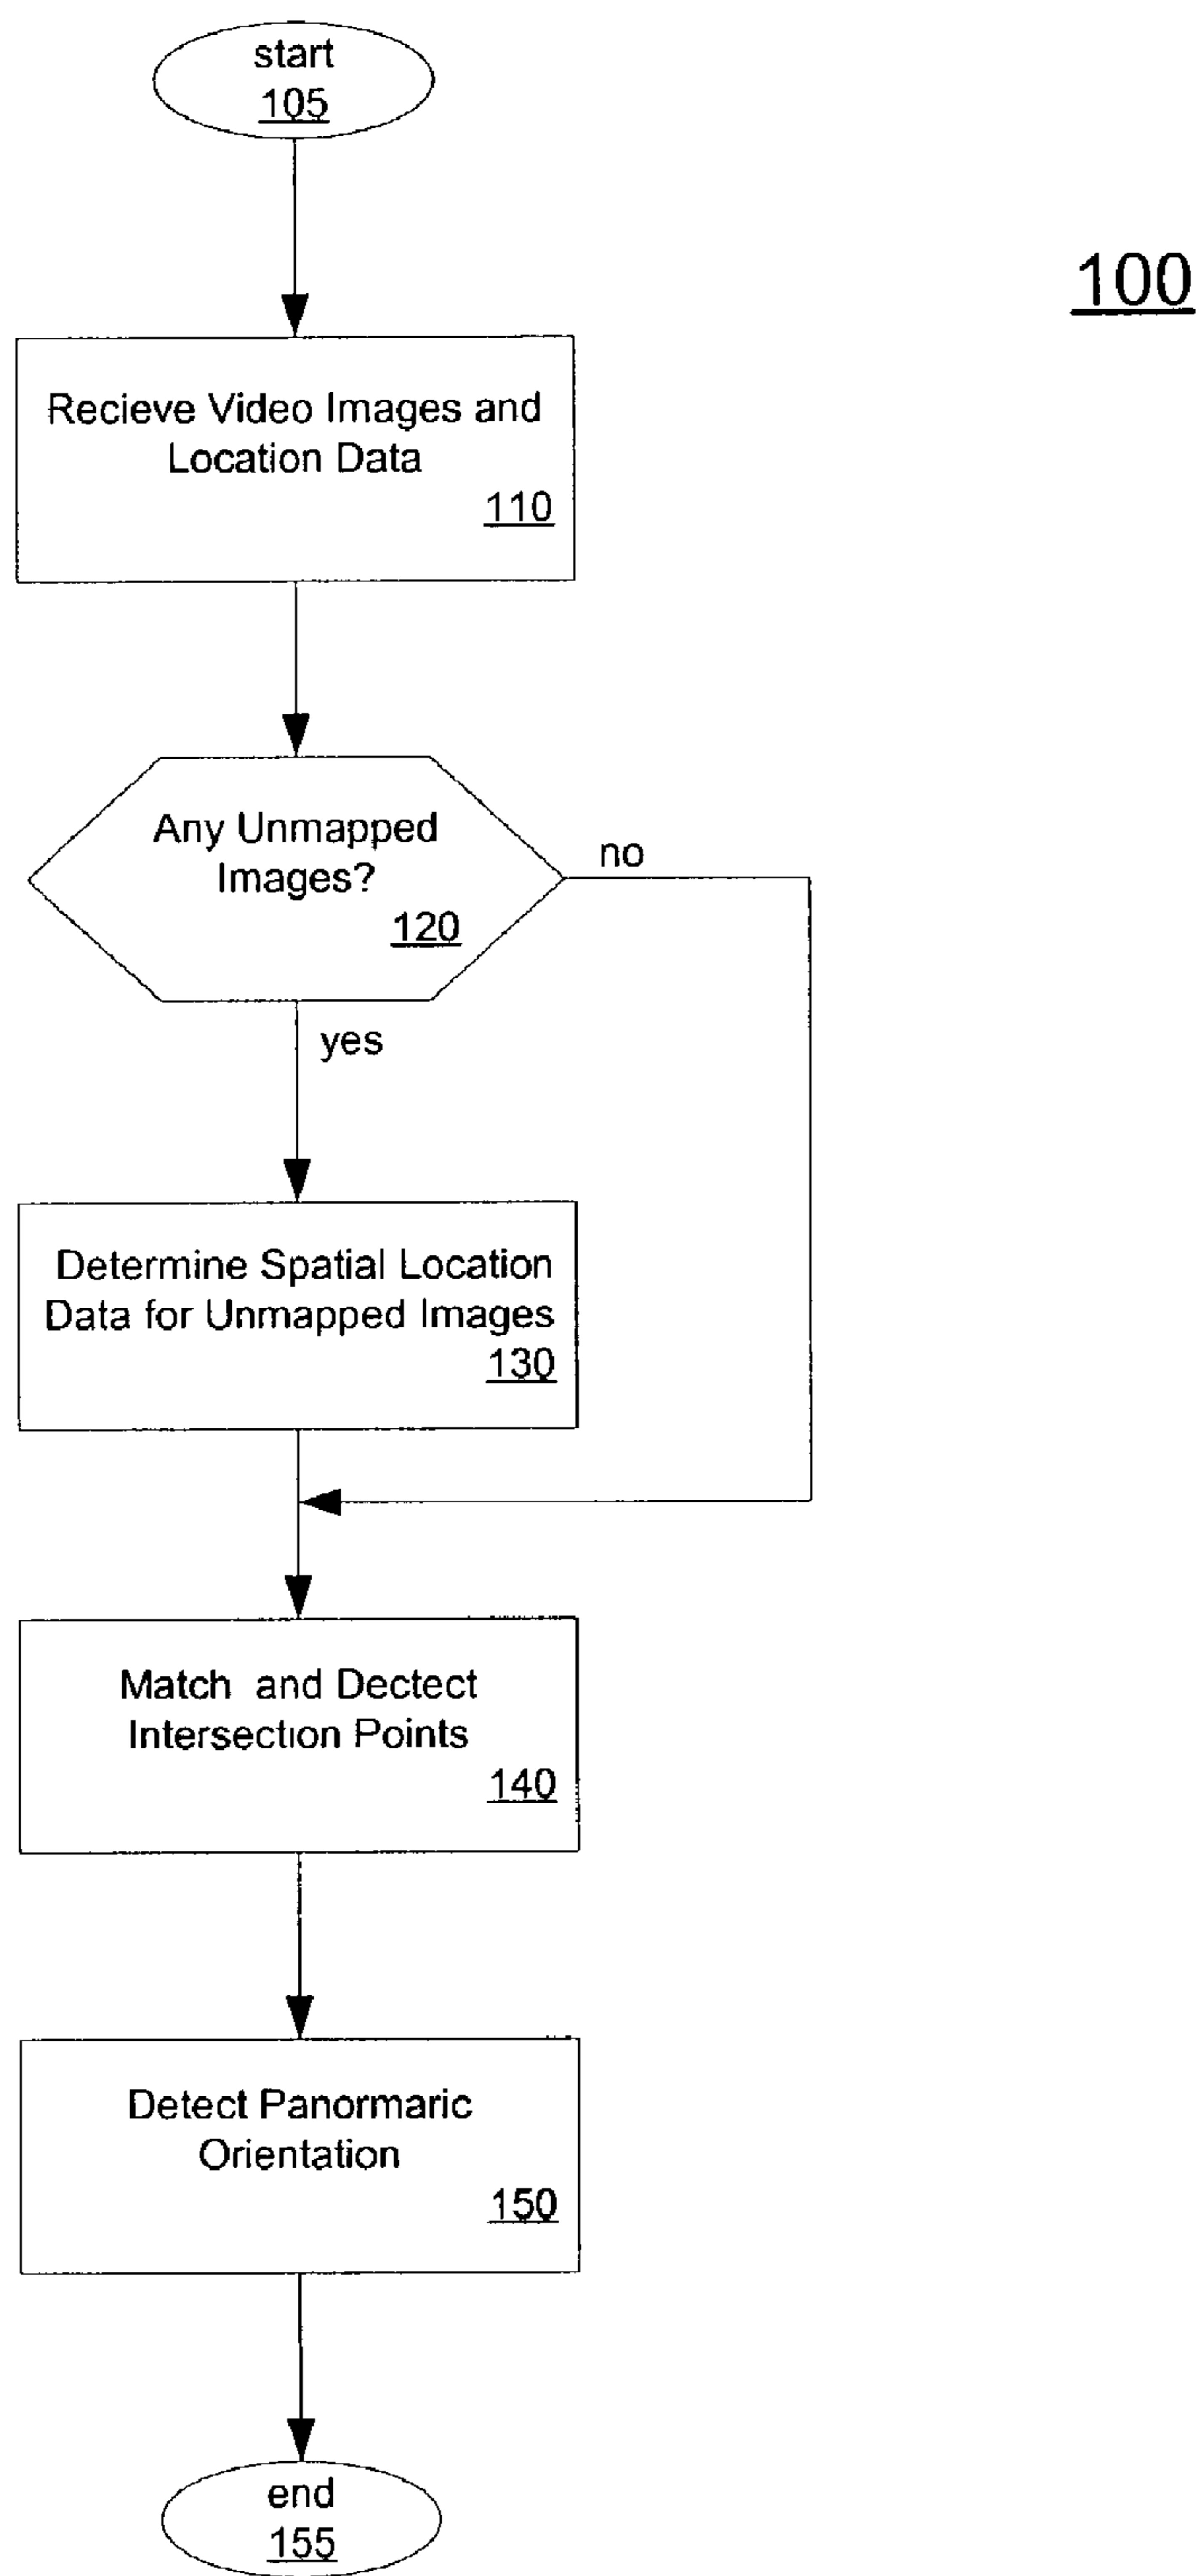 start
105
100
Recieve Video Images and
Location Data
110
Any Unmapped
Images?
120
no
yes
Determine Spatial Location
Data for Unmapped Images
130
Match and Dectect
Intersection Points
140
Detect Panormaric
Orientation
150
end
155